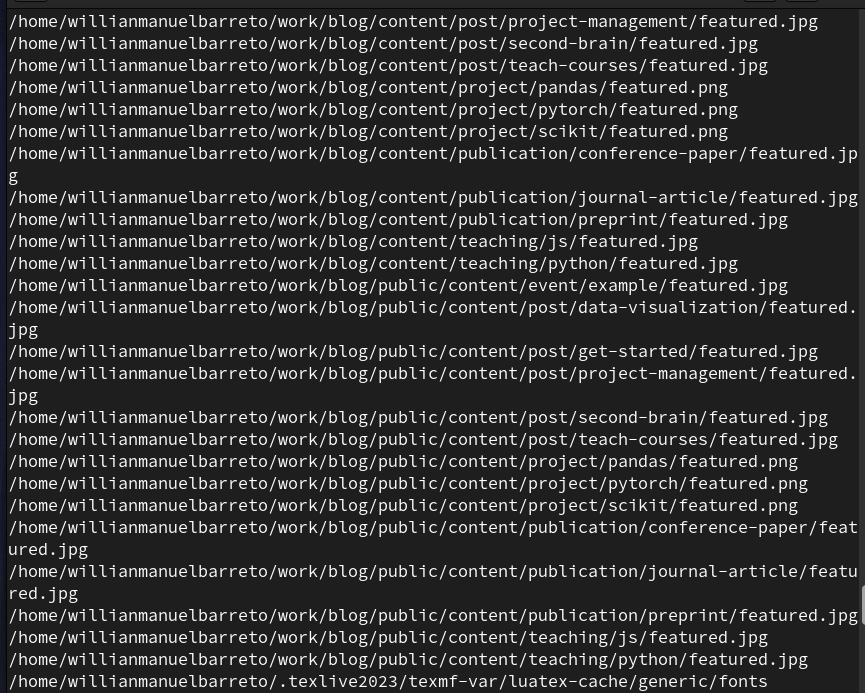 /home/willianmanuelbarreto/work/blog/content/post/project-management/featured.jpg
/home/willianmanuelbarreto/work/blog/content/post/second-brain/featured.jpg
/home/willianmanuelbarreto/work/blog/content/post/teach-courses/featured.jpg
/home/willianmanuelbarreto/work/blog/content/project/pandas/featured.png
/home/willianmanuelbarreto/work/blog/content/project/pytorch/featured.png
/home/willianmanuelbarreto/work/blog/content/project/scikit/featured.png
/home/willianmanuelbarreto/work/blog/content/publication/conference-paper/featured.jp
g
/home/willianmanuelbarreto/work/blog/content/publication/journal-article/featured.jpg
/home/willianmanuelbarreto/work/blog/content/publication/preprint/featured.jpg
/home/willianmanuelbarreto/work/blog/content/teaching/js/featured.jpg
/home/willianmanuelbarreto/work/blog/content/teaching/python/featured.jpg
/home/willianmanuelbarreto/work/blog/public/content/event/example/featured.jpg
/home/willianmanuelbarreto/work/blog/public/content/post/data-visualization/featured.
jpg
/home/willianmanuelbarreto/work/blog/public/content/post/get-started/featured.jpg
/home/willianmanuelbarreto/work/blog/public/content/post/project-management/featured.
jpg
/home/willianmanuelbarreto/work/blog/public/content/post/second-brain/featured.jpg
/home/willianmanuelbarreto/work/blog/public/content/post/teach-courses/featured.jpg
/home/willianmanuelbarreto/work/blog/public/content/project/pandas/featured.png
/home/willianmanuelbarreto/work/blog/public/content/project/pytorch/featured.png
/home/willianmanuelbarreto/work/blog/public/content/project/scikit/featured.png
/home/willianmanuelbarreto/work/blog/public/content/publication/conference-paper/feat
ured.jpg
/home/willianmanuelbarreto/work/blog/public/content/publication/journal-article/featu
red.jpg
/home/willianmanuelbarreto/work/blog/public/content/publication/preprint/featured.jpg
/home/willianmanuelbarreto/work/blog/public/content/teaching/js/featured.jpg
/home/willianmanuelbarreto/work/blog/public/content/teaching/python/featured.jpg
/home/willianmanuelbarreto/.texlive2023/texmf-var/luatex-cache/generic/fonts